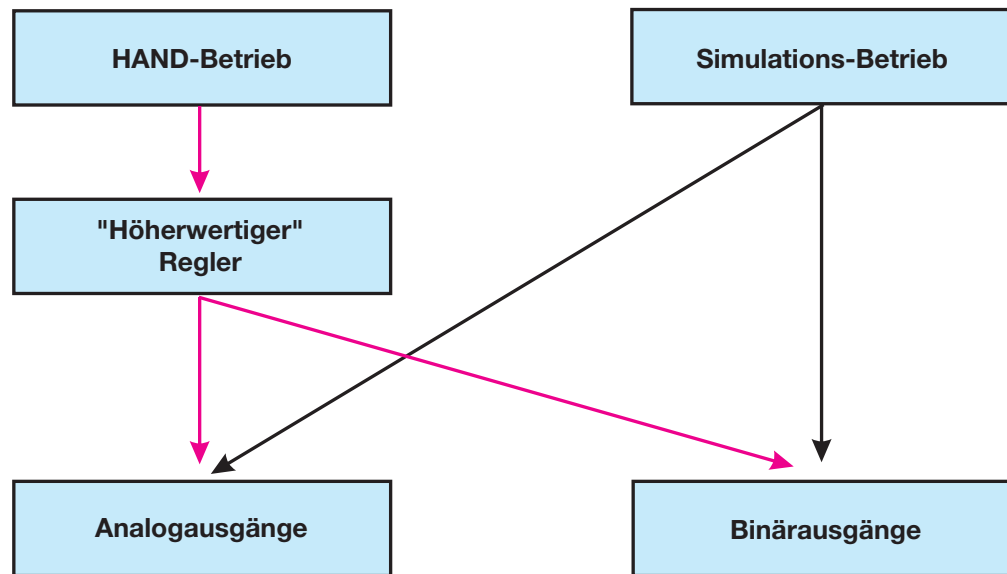 HAND-Betrieb
Simulations-Betrieb
"Höherwertiger"
Regler
Analogausgänge
Binärausgänge